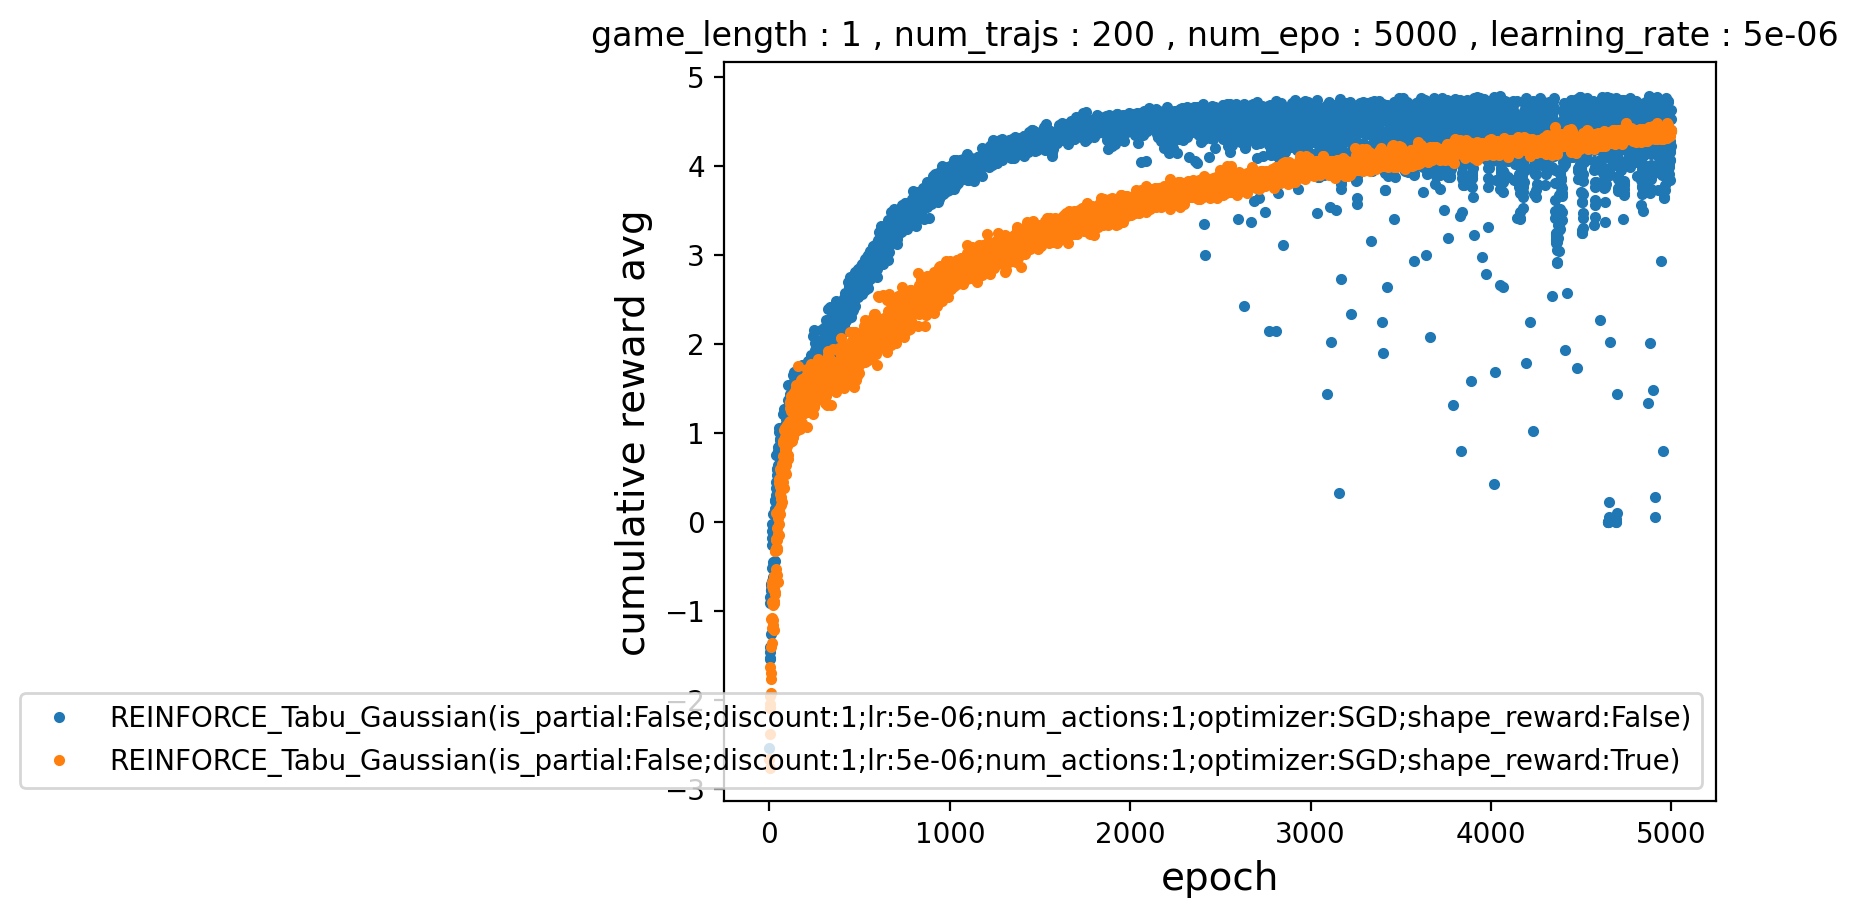 game_length : 1 , num_trajs : 200 , num_epo : 5000 , learning_rate : 5e-06
5
4
3
2
1
0
−1
−2
−3
cumulative reward avg
REINFORCE_Tabu_Gaussian(is_partial:False;discount:1;lr:5e-06;num_actions:1;optimizer:SGD;shape_reward:False)
REINFORCE_Tabu_Gaussian(is_partial:False;discount:1;lr:5e-06;num_actions:1;optimizer:SGD;shape_reward:True)
0 1000 2000 3000 4000 5000
epoch